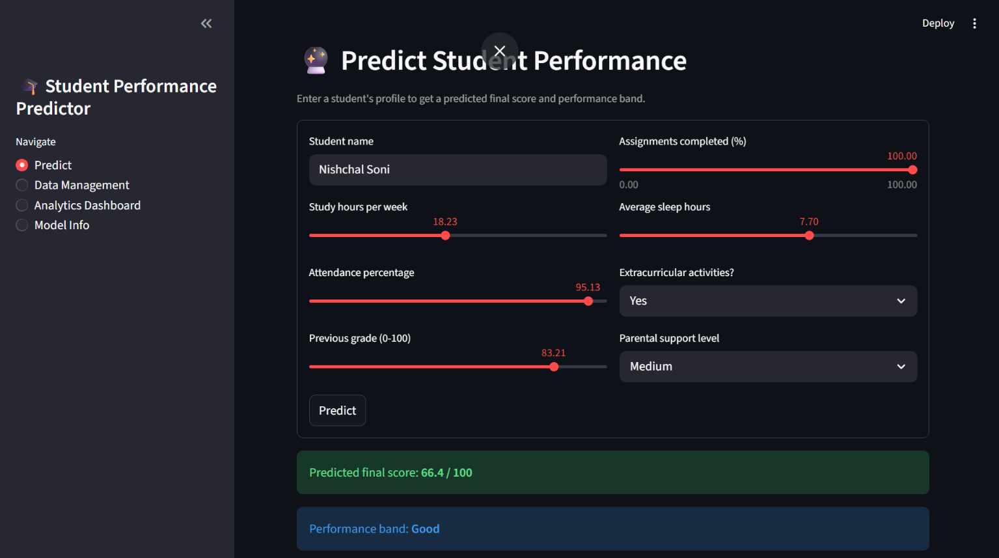 Deploy
Predict Student Performance
Student Performance
Predictor
Enter a student's profile to get a predicted final score and performance band.
Navigate
Predict
Data Management
Analytics Dashboard
Model Info
Student name
Nishchal Soni
Assignments completed (%)
100.00
0.00
100.00
Study hours per week
18.23
Average sleep hours
7.70
Attendance percentage
95.13
Extracurricular activities?
Yes
Previous grade (0-100)
83.21
Parental support level
Medium
Predict
Predicted final score: 66.4 / 100
Performance band: Good